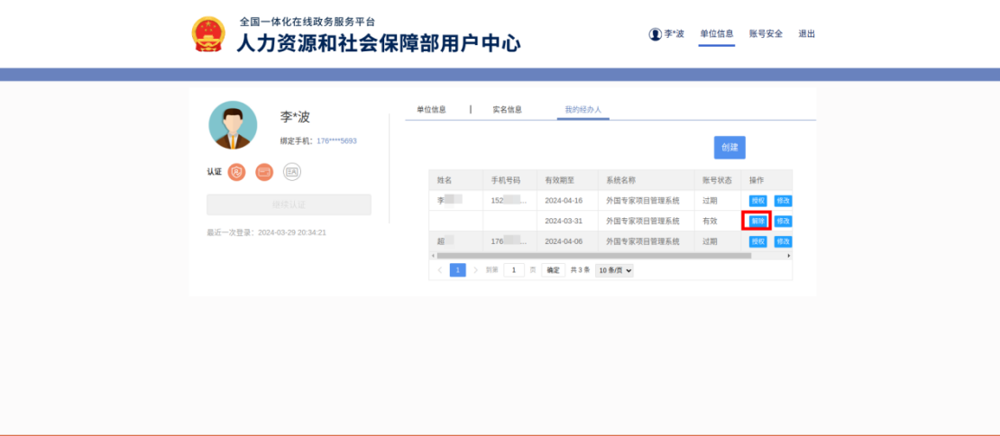 全国一体化在线政务服务平台
人力资源和社会保障部用户中心
李*波 单位信息 账号安全 退出
李*波
绑定手机：176****5693
认证
继续认证
最近一次登录：2024-03-29 20:34:21
单位信息 | 实名信息 我的经办人
创建
姓名 手机号码 有效期至 系统名称 账号状态 操作
李 152 ... 2024-04-16 外国专家项目管理系统 过期 授权 修改
2024-03-31 外国专家项目管理系统 有效 解除 修改
超 176 ... 2024-04-06 外国专家项目管理系统 过期 授权 修改
< 1 > 到第 1 页 确定 共 3 条 10 条/页